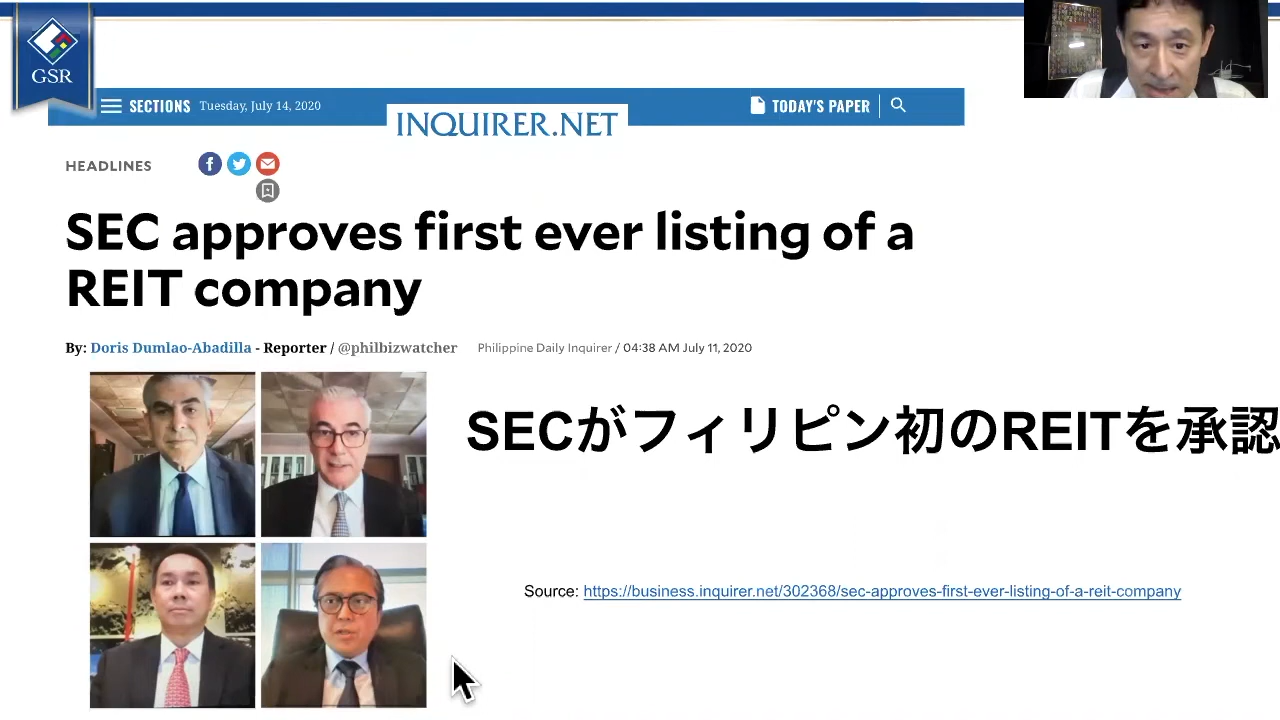 GSR
SECTIONS Tuesday, July 14, 2020
INQUIRER.NET
TODAY'S PAPER
HEADLINES
SEC approves first ever listing of a
REIT company
By: Doris Dumlao-Abadilla - Reporter / @philbizwatcher Philippine Daily Inquirer / 04:38 AM July 11, 2020
SECがフィリピン初のREITを承認
Source: https://business.inquirer.net/302368/sec-approves-first-ever-listing-of-a-reit-company